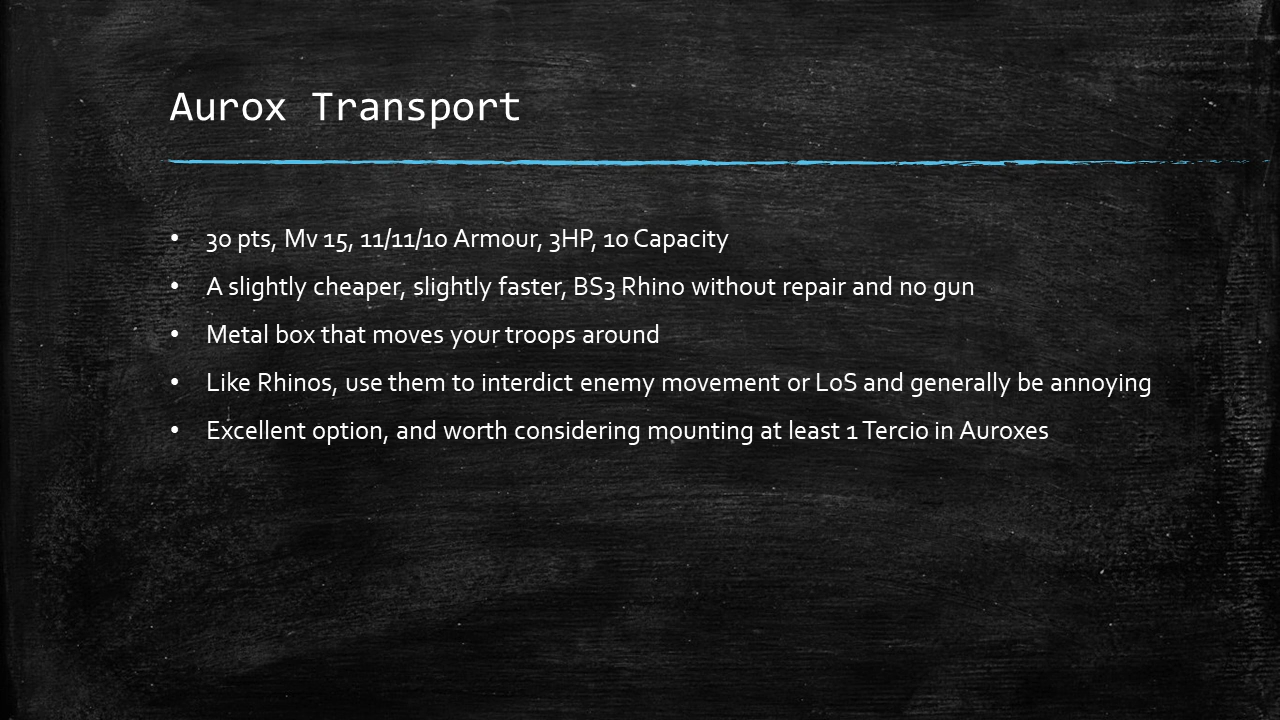 Aurox Transport
• 30 pts, Mv 15, 11/11/10 Armour, 3HP, 10 Capacity
• A slightly cheaper, slightly faster, BS3 Rhino without repair and no gun
• Metal box that moves your troops around
• Like Rhinos, use them to interdict enemy movement or LoS and generally be annoying
• Excellent option, and worth considering mounting at least 1 Tercio in Auroxes